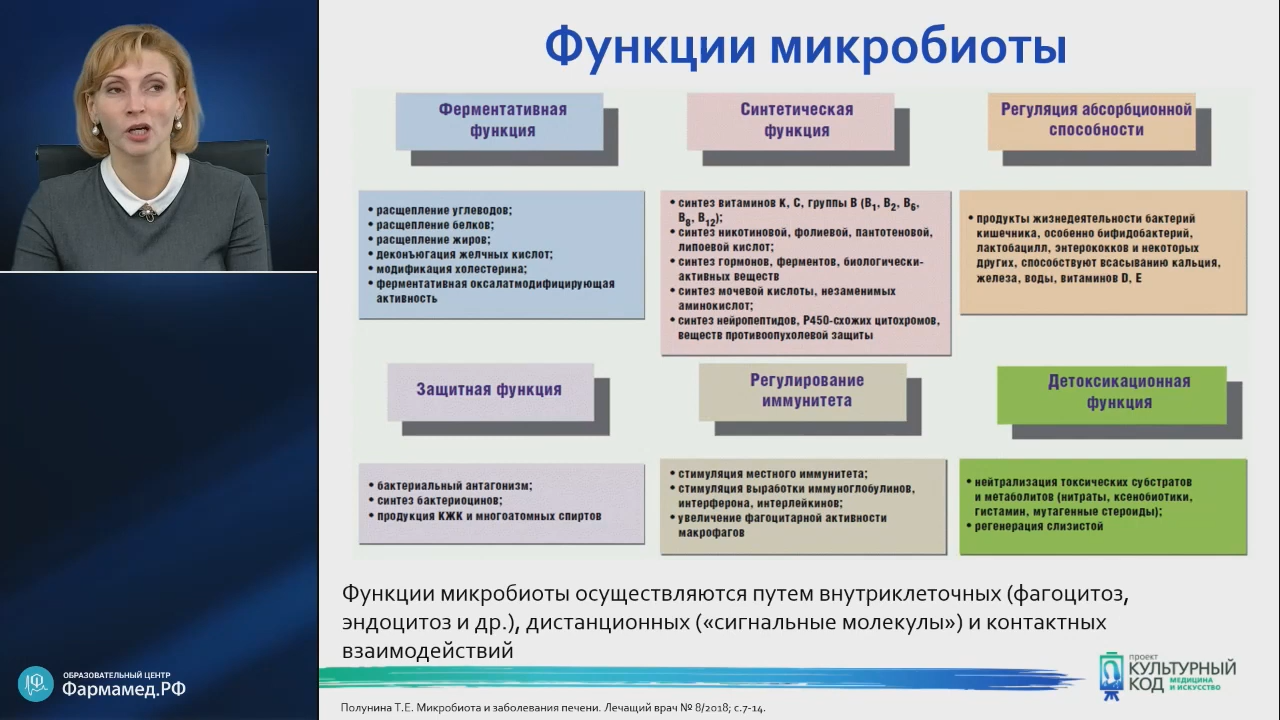 Функции микробиоты
Ферментативная
функция
• расщепление углеводов;
• расщепление белков;
• расщепление жиров;
• деконъюгация желчных кислот;
• модификация холестерина;
• ферментативная оксалатмодифицирующая
активность
Синтетическая
функция
• синтез витаминов К, С, группы В (В1, В2, В6,
В8, В12);
• синтез никотиновой, фолиевой, пантотеновой,
липоевой кислот;
• синтез гормонов, ферментов, биологически-
активных веществ
• синтез мочевой кислоты, незаменимых
аминокислот;
• синтез нейропептидов, Р450-схожих цитохромов,
веществ противоопухолевой защиты
Регуляция абсорбционной
способности
• продукты жизнедеятельности бактерий
кишечника, особенно бифидобактерий,
лактобацилл, энтерококков и некоторых
других, способствуют всасыванию кальция,
железа, воды, витаминов D, Е
Защитная функция
• бактериальный антагонизм;
• синтез бактериоцинов;
• продукция КЖК и многоатомных спиртов
Регулирование
иммунитета
• стимуляция местного иммунитета;
• стимуляция выработки иммуноглобулинов,
интерферона, интерлейкинов;
• увеличение фагоцитарной активности
макрофагов
Детоксикационная
функция
• нейтрализация токсических субстратов
и метаболитов (нитраты, ксенобиотики,
гистамин, мутагенные стероиды);
• регенерация слизистой
Функции микробиоты осуществляются путем внутриклеточных (фагоцитоз,
эндоцитоз и др.), дистанционных («сигнальные молекулы») и контактных
взаимодействий
ОБРАЗОВАТЕЛЬНЫЙ ЦЕНТР
Фармамед.РФ
проект
КУЛЬТУРНЫЙ
КОД
МЕДИЦИНА
И ИСКУССТВО
Полунина Т.Е. Микробиота и заболевания печени. Лечащий врач № 8/2018; с.7-14.